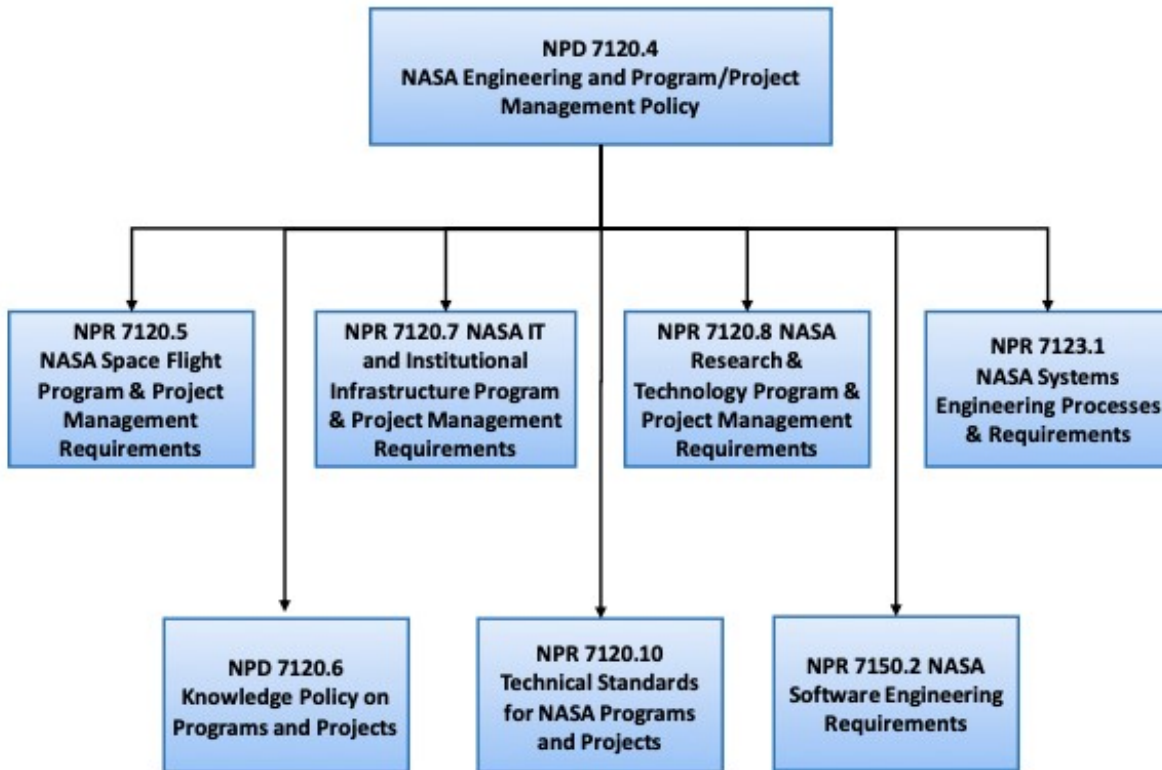 NPD 7120.4
NASA Engineering and Program/Project
Management Policy
NPR 7120.5
NASA Space Flight
Program & Project
Management
Requirements
NPR 7120.7 NASA IT
and Institutional
Infrastructure Program
& Project Management
Requirements
NPR 7120.8 NASA
Research &
Technology Program &
Project Management
Requirements
NPR 7123.1
NASA Systems
Engineering Processes
& Requirements
NPD 7120.6
Knowledge Policy on
Programs and Projects
NPR 7120.10
Technical Standards
for NASA Programs
and Projects
NPR 7150.2 NASA
Software Engineering
Requirements